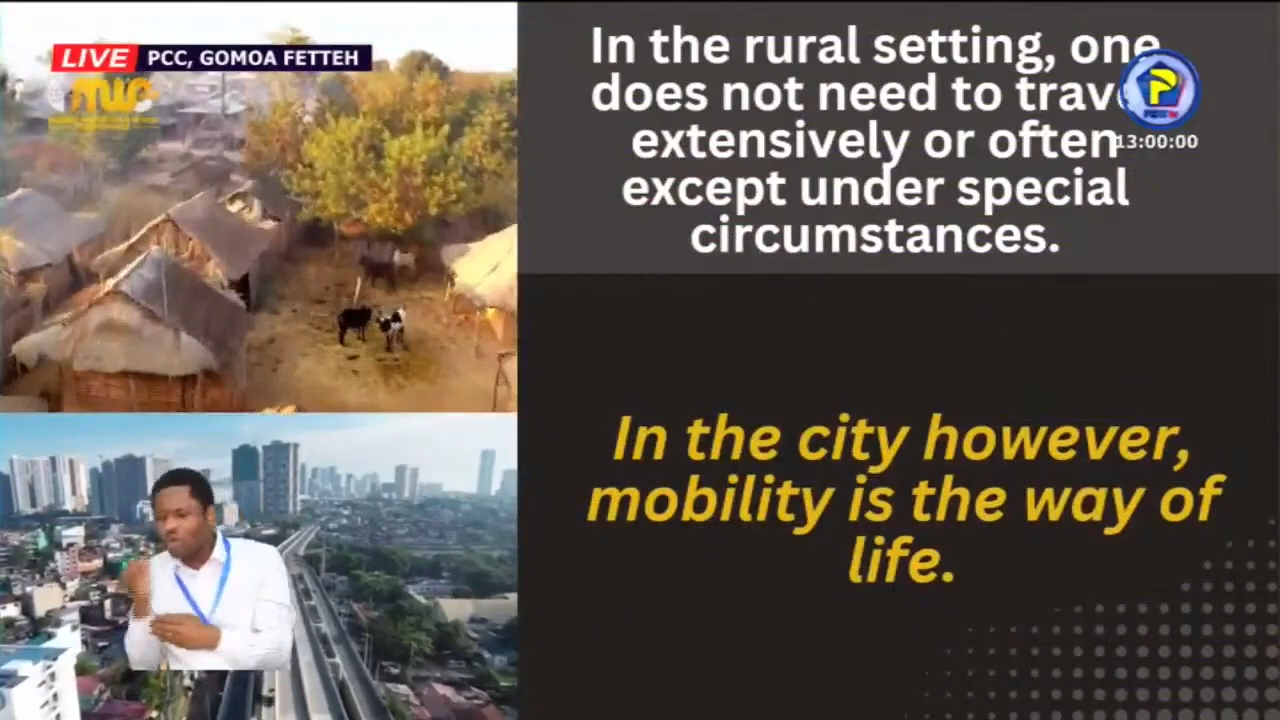 LIVE PCC, GOMOA FETTEH
In the rural setting, one
does not need to trave
extensively or often
13:00:00
except under special
circumstances.
In the city however,
mobility is the way of
life.